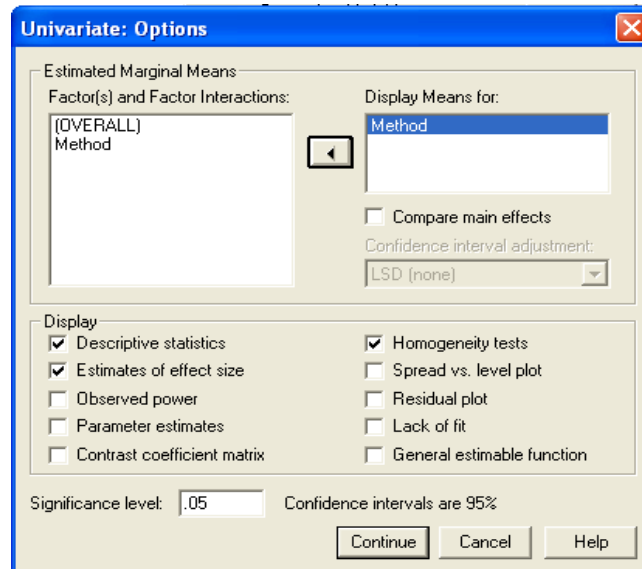 Univariate: Options
Estimated Marginal Means
Factor(s) and Factor Interactions:
(OVERALL)
Method
Display Means for:
Method
Compare main effects
Confidence interval adjustment:
LSD (none)
Display
Descriptive statistics
Estimates of effect size
Observed power
Parameter estimates
Contrast coefficient matrix
Homogeneity tests
Spread vs. level plot
Residual plot
Lack of fit
General estimable function
Significance level: .05 Confidence intervals are 95%
Continue Cancel Help